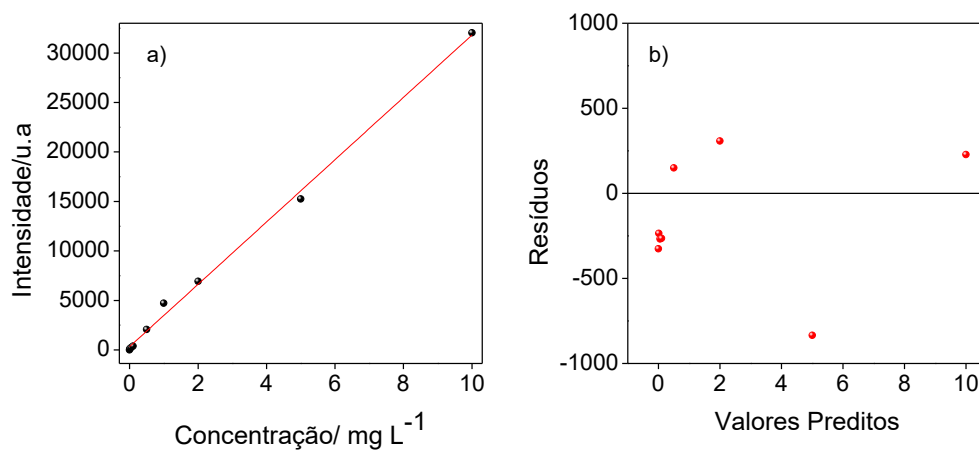 a)
30000
25000
20000
15000
10000
5000
0
Intensidade/u.a
0 2 4 6 8 10
Concentração/ mg L-1
b)
1000
500
0
-500
-1000
Resíduos
0 2 4 6 8 10
Valores Preditos